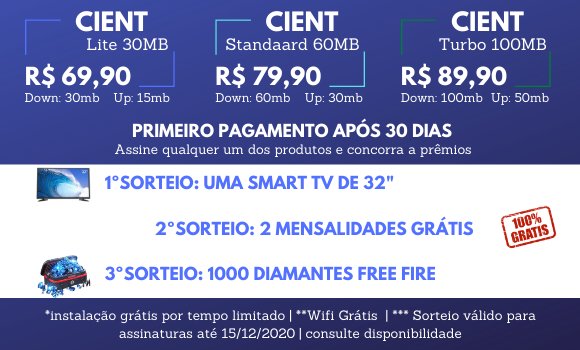 CIENT
Lite 30MB
R$ 69,90
Down: 30mb Up: 15mb
CIENT
Standaard 60MB
R$ 79,90
Down: 60mb Up: 30mb
CIENT
Turbo 100MB
R$ 89,90
Down: 100mb Up: 50mb
PRIMEIRO PAGAMENTO APÓS 30 DIAS
Assine qualquer um dos produtos e concorra a prêmios
1°SORTEIO: UMA SMART TV DE 32"
2°SORTEIO: 2 MENSALIDADES GRÁTIS
100%
GRATIS
3°SORTEIO: 1000 DIAMANTES FREE FIRE
*instalação grátis por tempo limitado | **Wifi Grátis | *** Sorteio válido para
assinaturas até 15/12/2020 | consulte disponibilidade